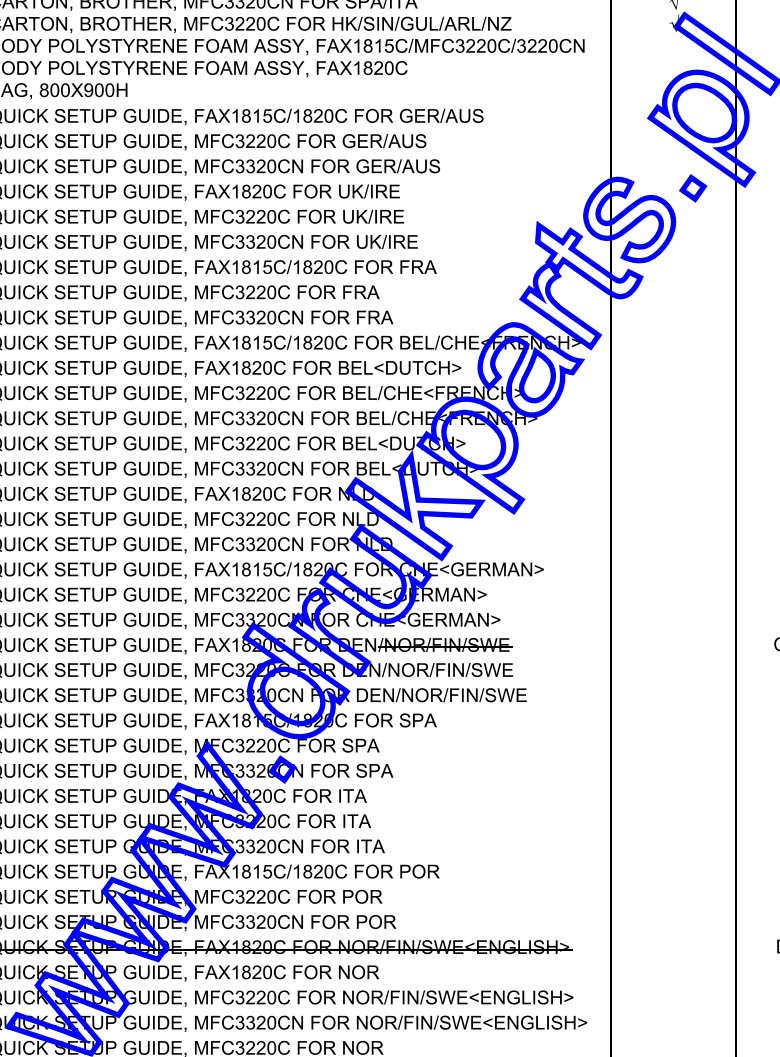 ARTON, BROTHER, MFC3320CN FOR SPA/ITA
ARTON, BROTHER, MFC3220C FOR HK/SIN/GUL/ARL/NZ
ODY POLYSTYRENE FOAM ASSY, FAX1815C/MFC3220C/3220CN
ODY POLYSTYRENE FOAM ASSY, FAX1820C
AG, 800X900H
QUICK SETUP GUIDE, FAX1815C/1820C FOR GER/AUS
QUICK SETUP GUIDE, MFC3220C FOR GER/AUS
QUICK SETUP GUIDE, MFC3320CN FOR GER/AUS
QUICK SETUP GUIDE, FAX1820C FOR UK/IRE
QUICK SETUP GUIDE, MFC3220C FOR UK/IRE
QUICK SETUP GUIDE, MFC3320CN FOR UK/IRE
QUICK SETUP GUIDE, FAX1815C/1820C FOR FRA
QUICK SETUP GUIDE, MFC3220C FOR FRA
QUICK SETUP GUIDE, MFC3320CN FOR FRA
QUICK SETUP GUIDE, FAX1815C/1820C FOR BEL/CHE<FRENCH>
QUICK SETUP GUIDE, FAX1820C FOR BEL<DUTCH>
QUICK SETUP GUIDE, MFC3220C FOR BEL/CHE<FRENCH>
QUICK SETUP GUIDE, MFC3320CN FOR BEL/CHE<FRENCH>
QUICK SETUP GUIDE, MFC3220C FOR BEL<DUTCH>
QUICK SETUP GUIDE, MFC3320CN FOR BEL<DUTCH>
QUICK SETUP GUIDE, FAX1820C FOR NLD
QUICK SETUP GUIDE, MFC3220C FOR NLD
QUICK SETUP GUIDE, MFC3320CN FOR NLD
QUICK SETUP GUIDE, FAX1815C/1820C FOR CHE<GERMAN>
QUICK SETUP GUIDE, MFC3220C FOR CHE<GERMAN>
QUICK SETUP GUIDE, MFC3320CN FOR CHE<GERMAN>
QUICK SETUP GUIDE, FAX1820C FOR DEN/NOR/FIN/SWE
QUICK SETUP GUIDE, MFC3220C FOR DEN/NOR/FIN/SWE
QUICK SETUP GUIDE, MFC3320CN FOR DEN/NOR/FIN/SWE
QUICK SETUP GUIDE, FAX1815C/1820C FOR SPA
QUICK SETUP GUIDE, MFC3220C FOR SPA
QUICK SETUP GUIDE, MFC3320CN FOR SPA
QUICK SETUP GUIDE, FAX1820C FOR ITA
QUICK SETUP GUIDE, MFC3220C FOR ITA
QUICK SETUP GUIDE, MFC3320CN FOR ITA
QUICK SETUP GUIDE, FAX1815C/1820C FOR POR
QUICK SETUP GUIDE, MFC3220C FOR POR
QUICK SETUP GUIDE, MFC3320CN FOR POR
QUICK SETUP GUIDE, FAX1820C FOR NOR/FIN/SWE<ENGLISH>
QUICK SETUP GUIDE, FAX1820C FOR NOR
QUICK SETUP GUIDE, MFC3220C FOR NOR/FIN/SWE<ENGLISH>
QUICK SETUP GUIDE, MFC3320CN FOR NOR/FIN/SWE<ENGLISH>
QUICK SETUP GUIDE, MFC3220C FOR NOR
www.drukparts.pl